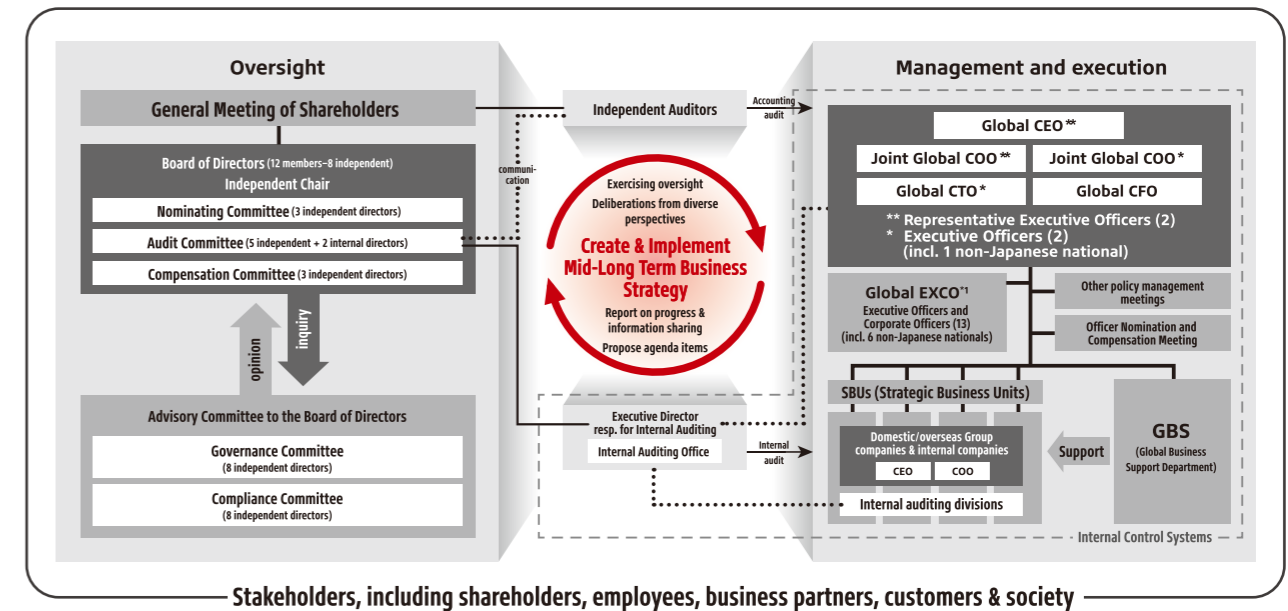 Oversight
General Meeting of Shareholders
Board of Directors (12 members–8 independent)
Independent Chair
Nominating Committee (3 independent directors)
Audit Committee (5 independent + 2 internal directors)
Compensation Committee (3 independent directors)
opinion
inquiry
Advisory Committee to the Board of Directors
Governance Committee
(8 independent directors)
Compliance Committee
(8 independent directors)
Independent Auditors
Accounting
audit
communi-
cation
Exercising oversight
Deliberations from diverse
perspectives
Create & Implement
Mid-Long Term Business
Strategy
Report on progress &
information sharing
Propose agenda items
Executive Director
resp. for Internal Auditing
Internal Auditing Office
Internal
audit
Management and execution
Global CEO**
Joint Global COO**
Joint Global COO*
Global CTO*
Global CFO
** Representative Executive Officers (2)
* Executive Officers (2)
(incl. 1 non-Japanese national)
Global EXCO*1
Executive Officers and
Corporate Officers (13)
(incl. 6 non-Japanese nationals)
Other policy management
meetings
Officer Nomination and
Compensation Meeting
SBUs (Strategic Business Units)
Domestic/overseas Group
companies & internal companies
CEO
COO
Internal auditing divisions
Support
GBS
(Global Business
Support Department)
Internal Control Systems
Stakeholders, including shareholders, employees, business partners, customers & society